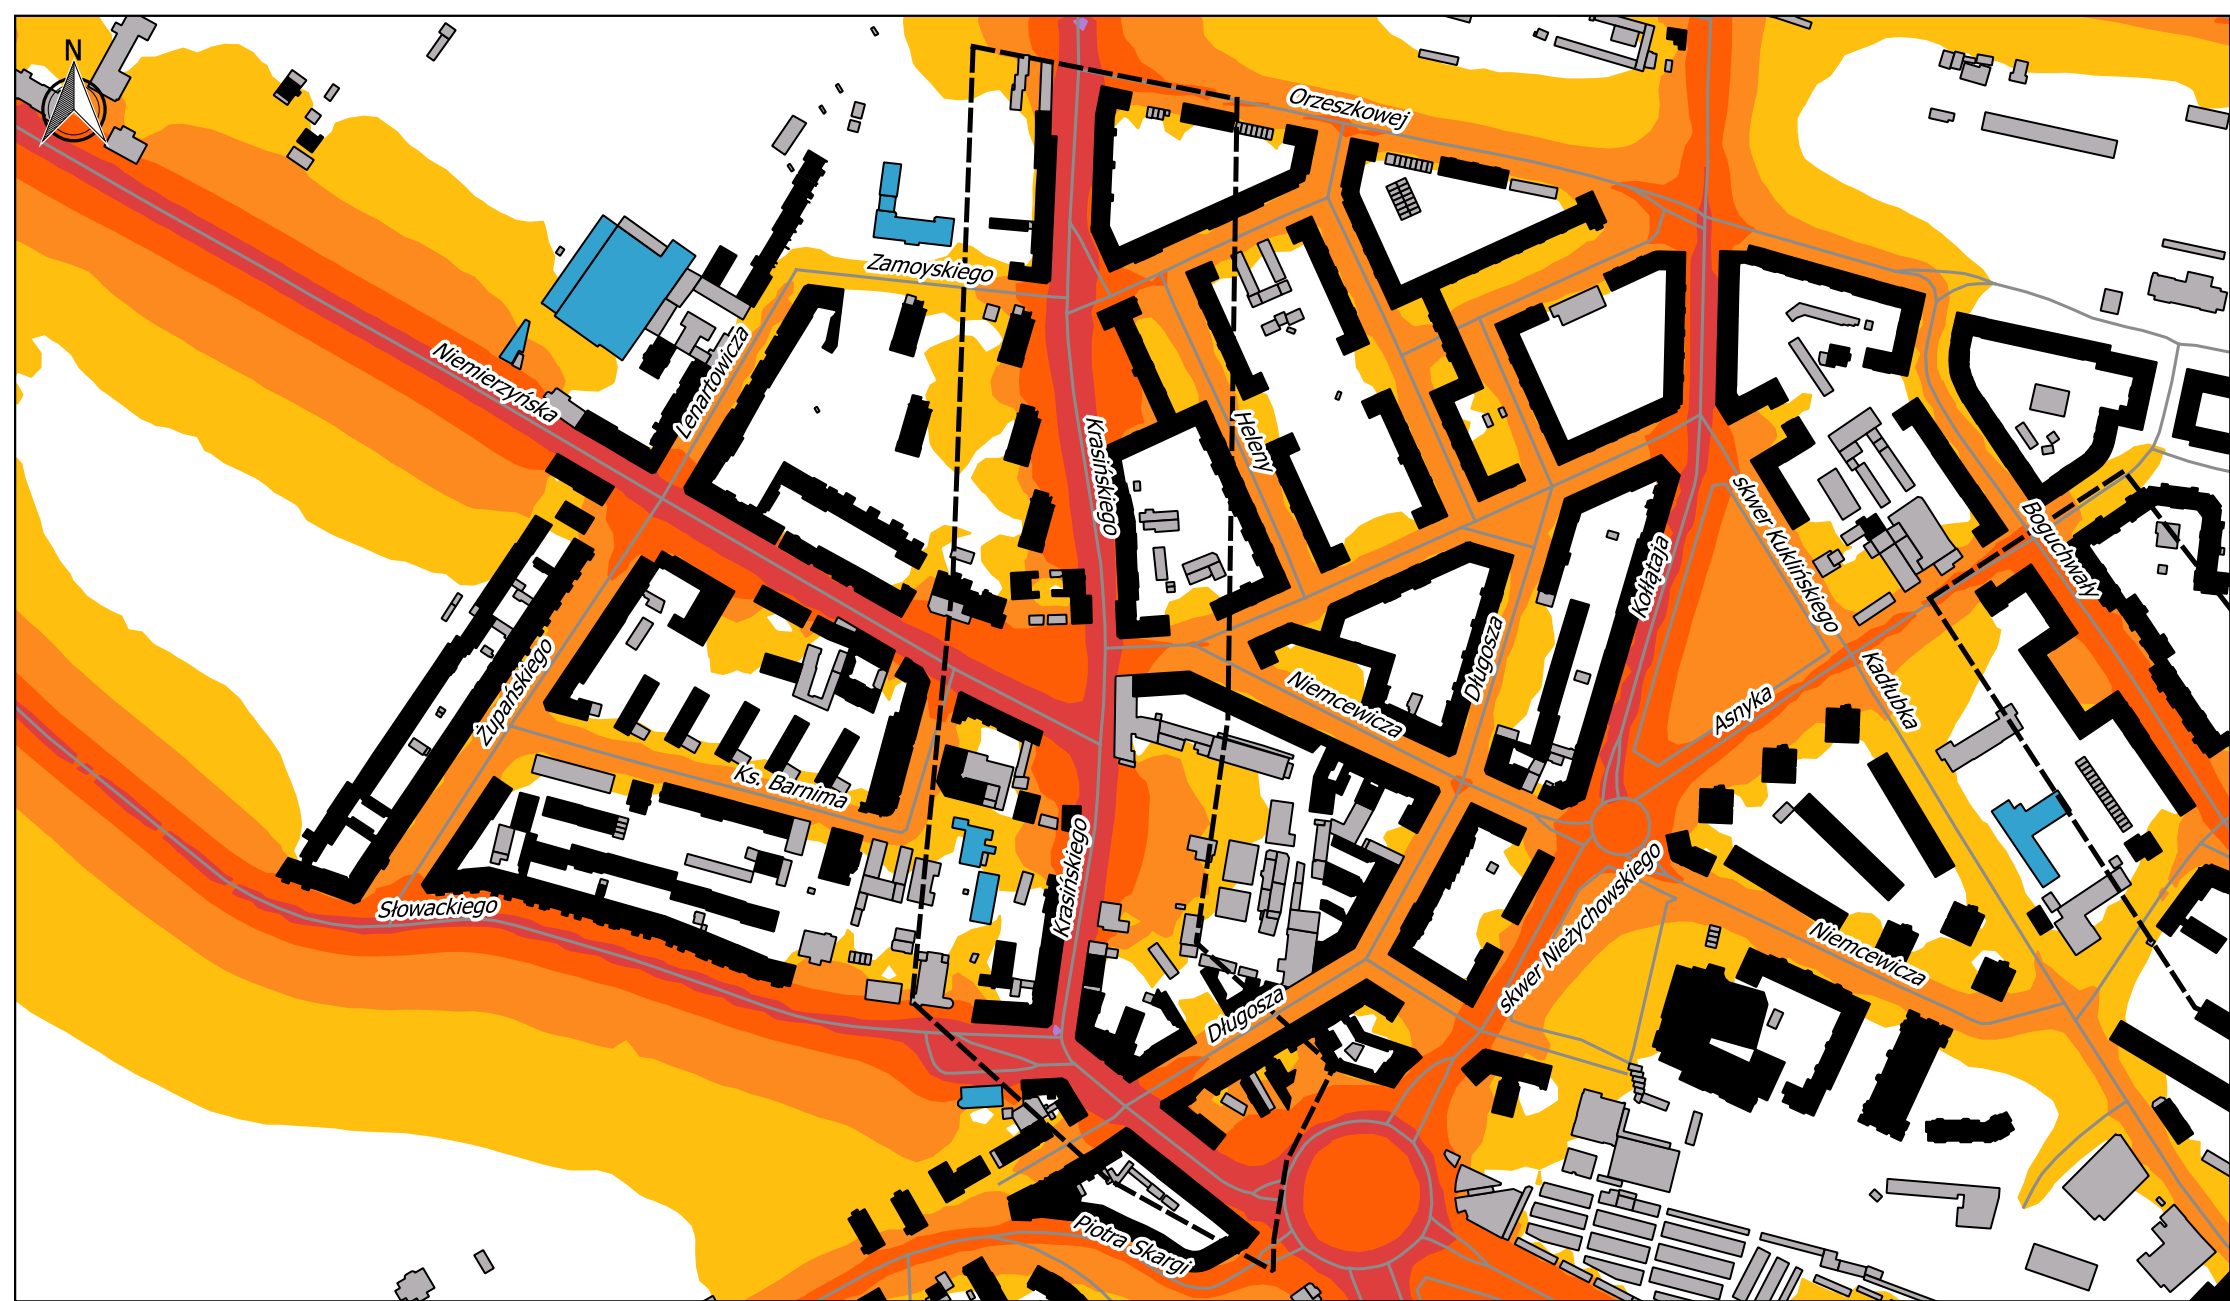 N
Orzeszkowej
Zamoyskiego
Lenartowicza
Niemierzyńska
Krasińskiego
Heleny
skwer Kuklińskiego
Boguchwały
Kołłątaja
Żupańskiego
Długosza
Niemcewicza
Kadłubka
Asnyka
Ks. Barnima
Krasińskiego
Słowackiego
skwer Nieżychowskiego
Niemcewicza
Długosza
Piotra Skargi